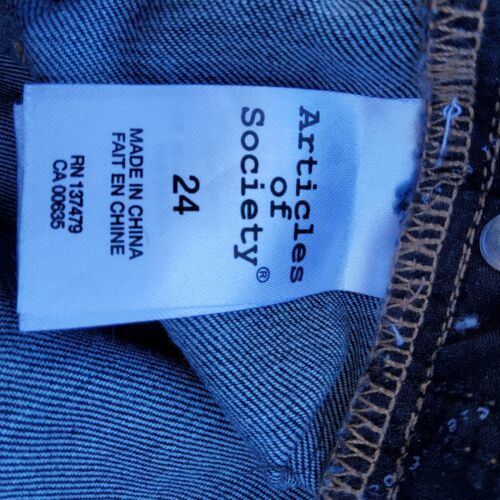 Articles
of
Society®
24
MADE IN CHINA
FAIT EN CHINE
RN 137479
CA 00635